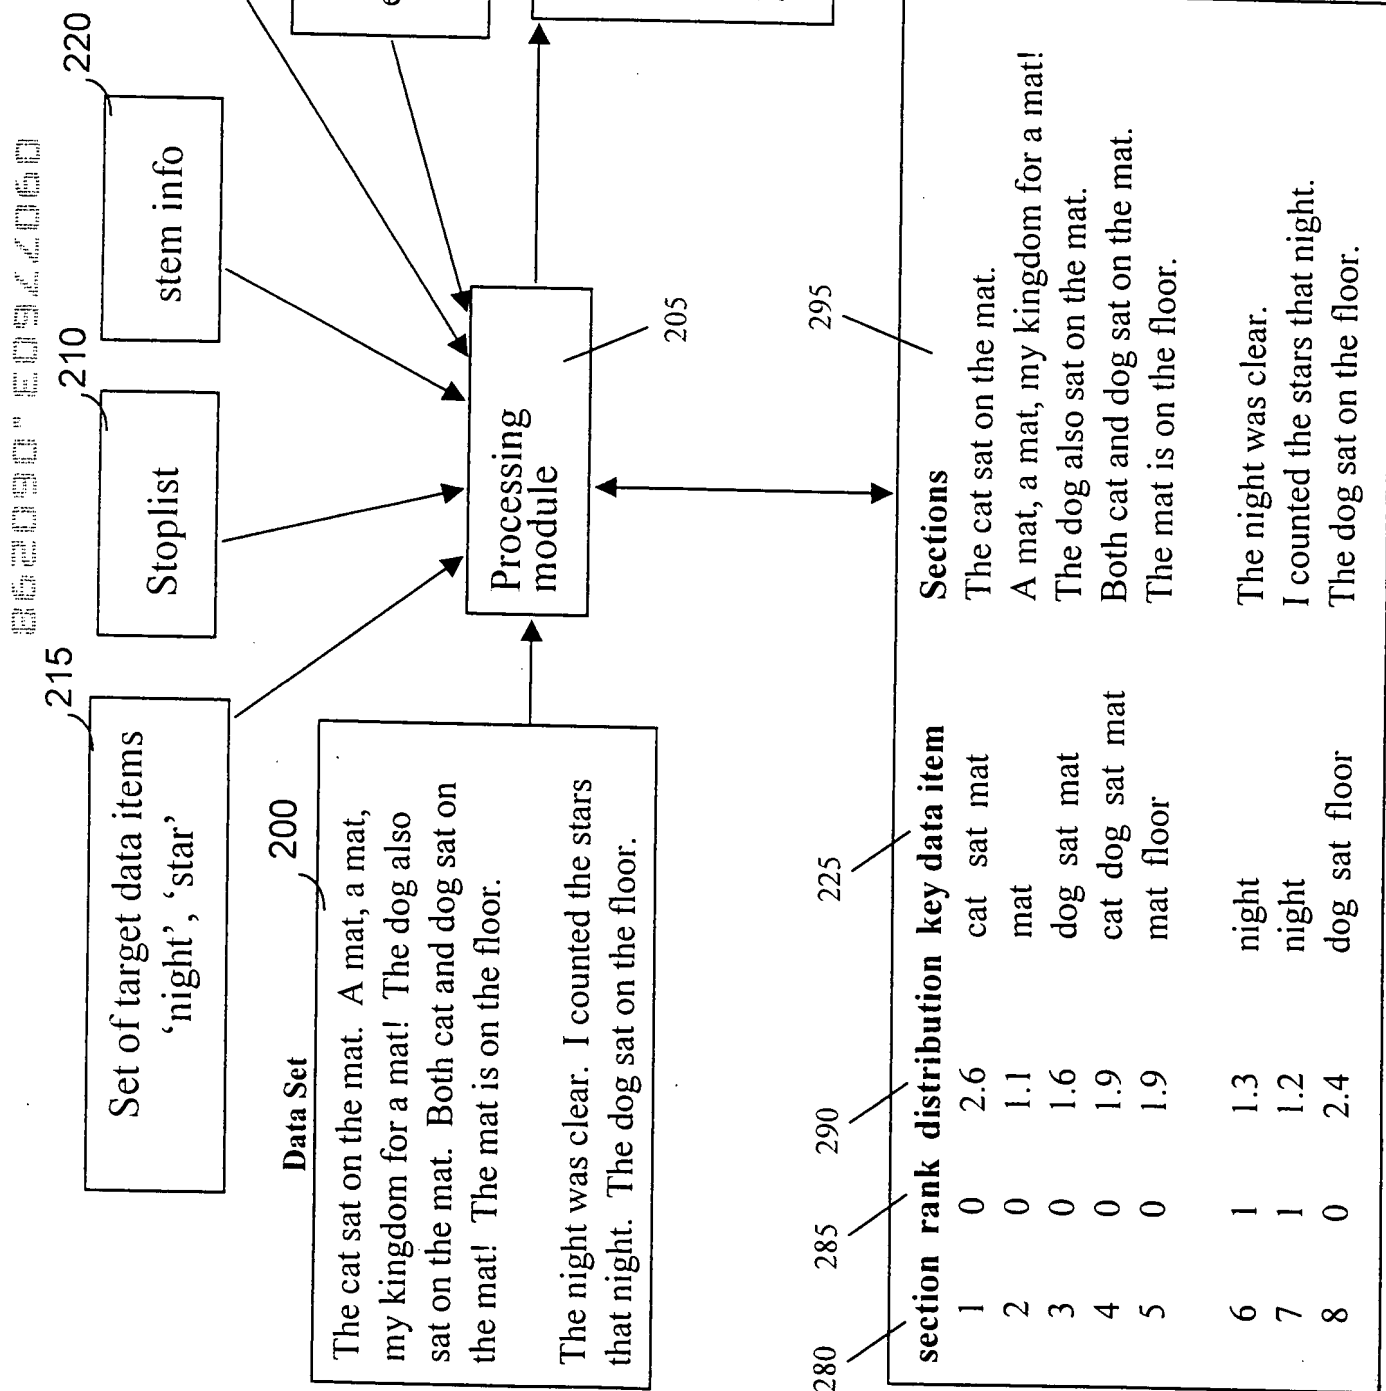 09077903.060298
215
210
220
Set of target data items
‘night’, ‘star’
Stoplist
stem info
Data Set
200
The cat sat on the mat. A mat, a mat,
my kingdom for a mat! The dog also
sat on the mat. Both cat and dog sat on
the mat! The mat is on the floor.
The night was clear. I counted the stars
that night. The dog sat on the floor.
Processing
module
205
280
285
290
225
295
section rank distribution key data item Sections
1 0 2.6 cat sat mat The cat sat on the mat.
2 0 1.1 mat A mat, a mat, my kingdom for a mat!
3 0 1.6 dog sat mat The dog also sat on the mat.
4 0 1.9 cat dog sat mat Both cat and dog sat on the mat.
5 0 1.9 mat floor The mat is on the floor.
6 1 1.3 night The night was clear.
7 1 1.2 night I counted the stars that night.
8 0 2.4 dog sat floor The dog sat on the floor.